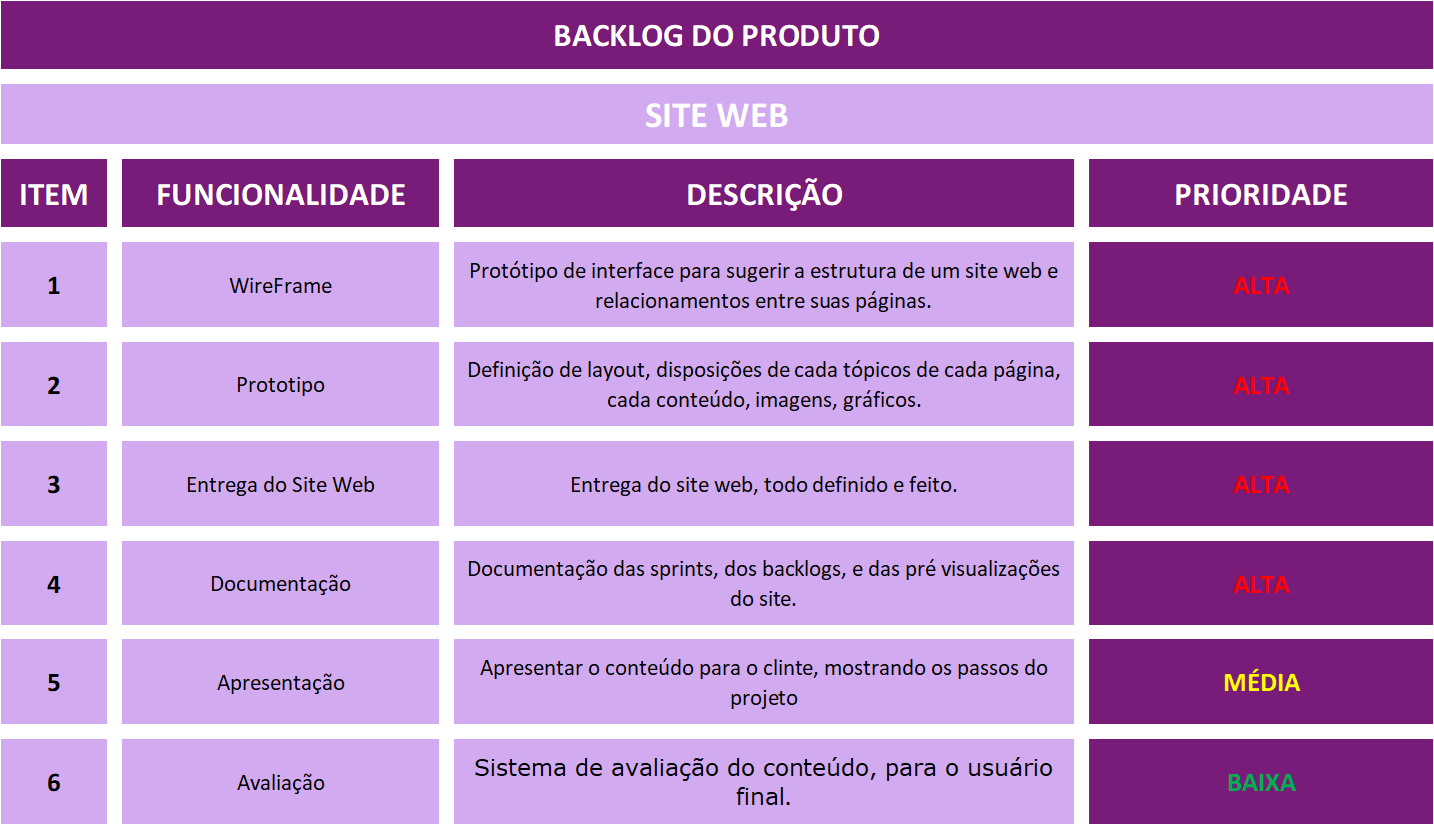 BACKLOG DO PRODUTO
SITE WEB
ITEM FUNCIONALIDADE DESCRIÇÃO PRIORIDADE
1 WireFrame Protótipo de interface para sugerir a estrutura de um site web e
relacionamentos entre suas páginas. ALTA
2 Prototipo Definição de layout, disposições de cada tópicos de cada página,
cada conteúdo, imagens, gráficos. ALTA
3 Entrega do Site Web Entrega do site web, todo definido e feito. ALTA
4 Documentação Documentação das sprints, dos backlogs, e das pré visualizações
do site. ALTA
5 Apresentação Apresentar o conteúdo para o clinte, mostrando os passos do
projeto MÉDIA
6 Avaliação Sistema de avaliação do conteúdo, para o usuário
final. BAIXA